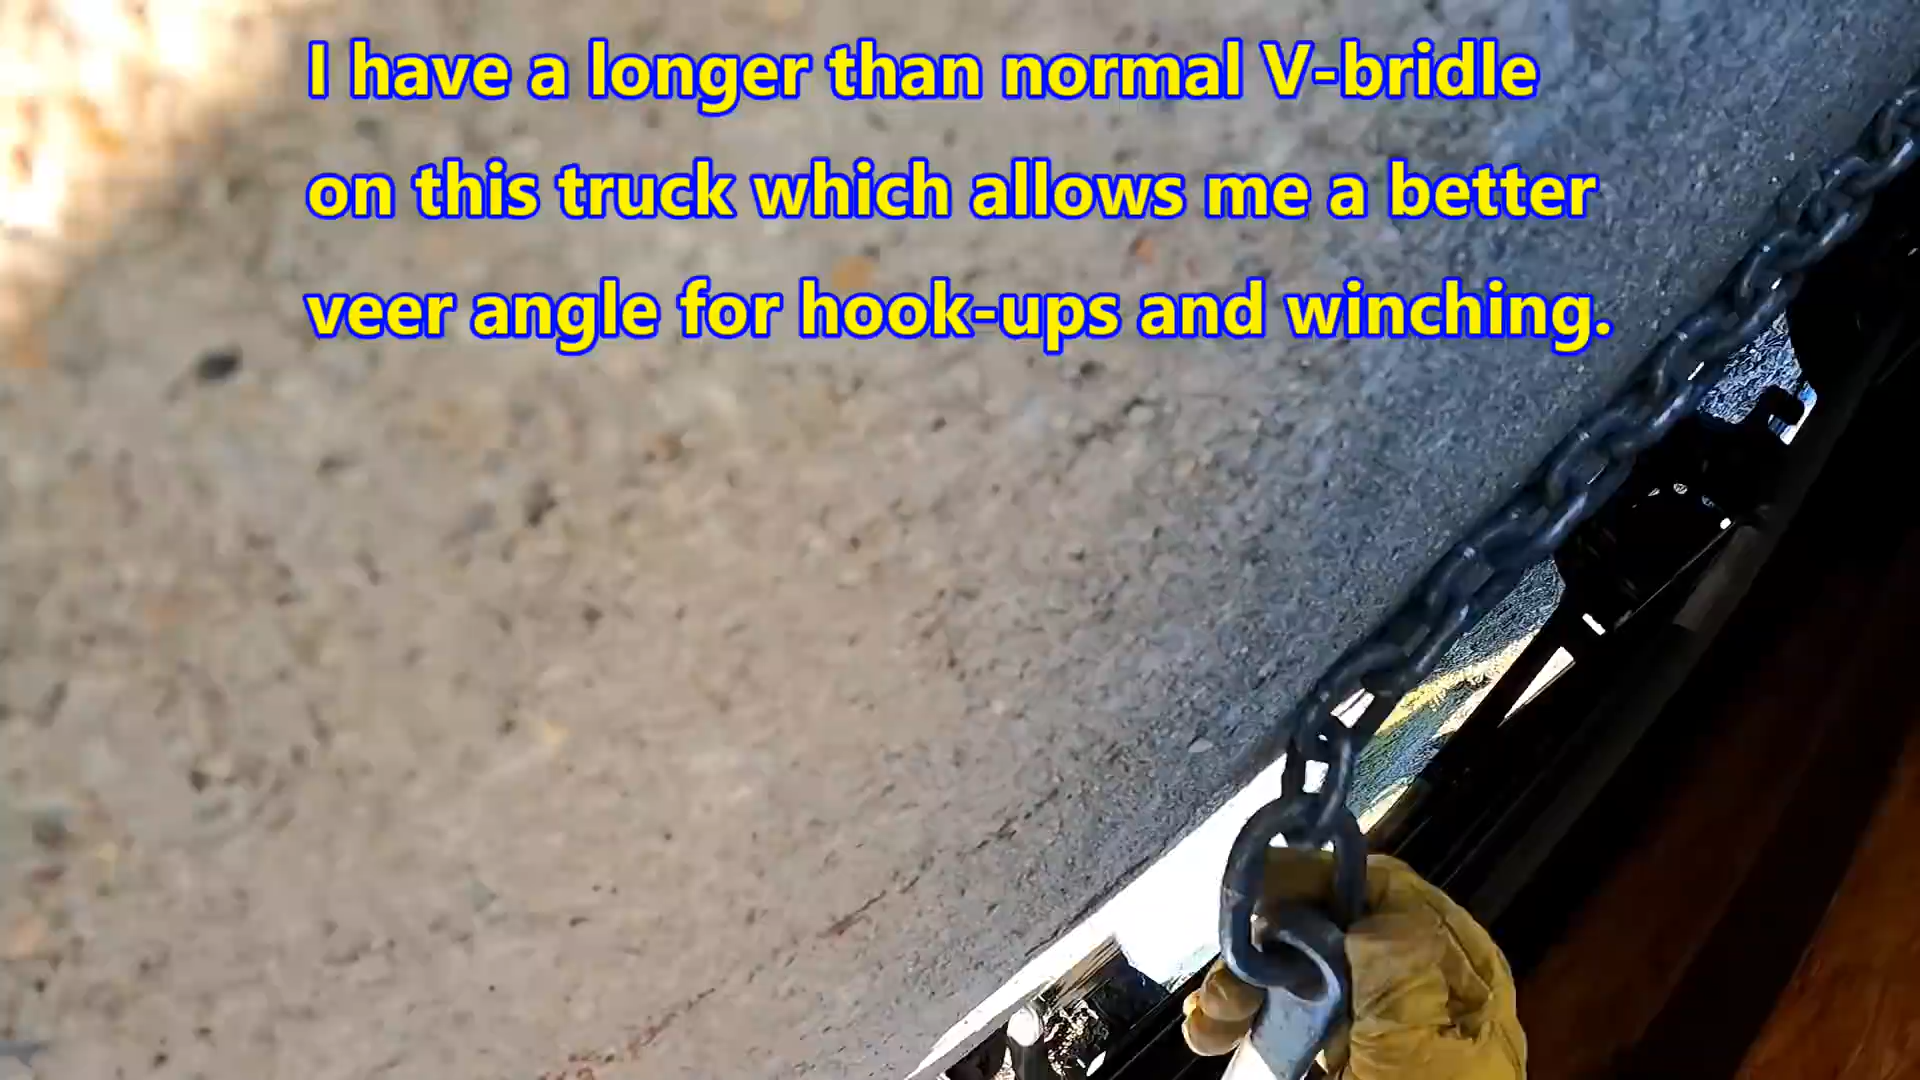 I have a longer than normal V-bridle
on this truck which allows me a better
veer angle for hook-ups and winching.